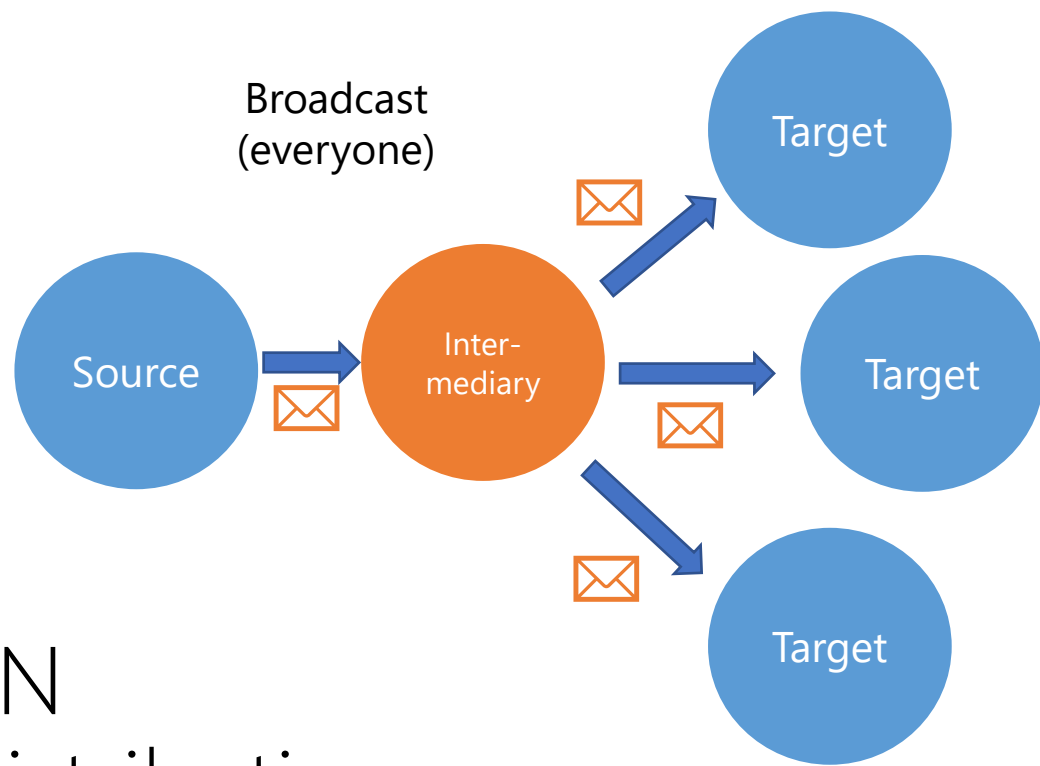 Broadcast
(everyone)
Target
Source
Inter-
mediary
Target
Target
N